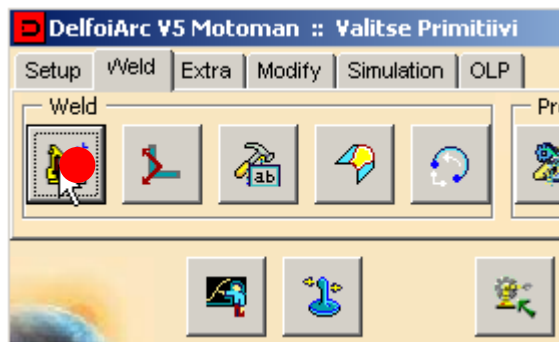 DelfoiArc V5 Motoman :: Valitse Primitiivi
Setup Weld Extra Modify Simulation OLP
Weld
ab